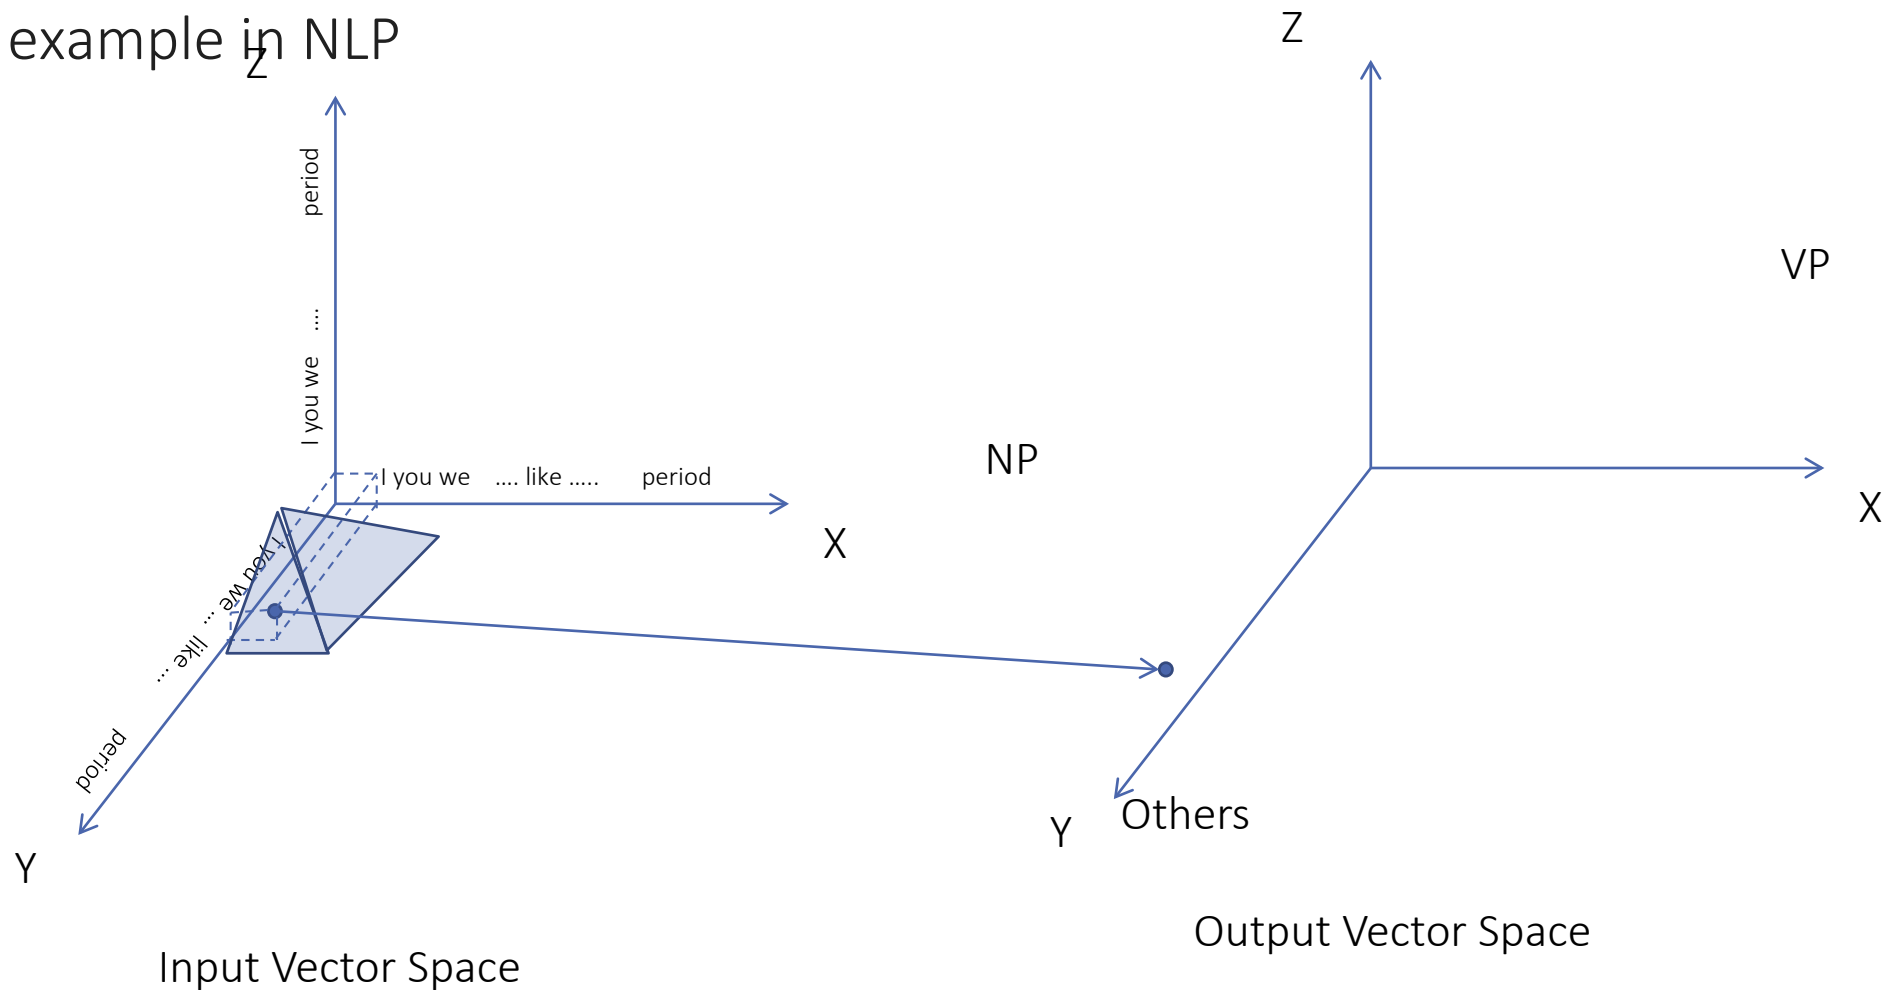 example in NLP
Z
period
....
I you we
I you we .... like ..... period
X
I you we ... like ...
period
Y
Input Vector Space
Z
VP
NP
X
Y
Others
Output Vector Space